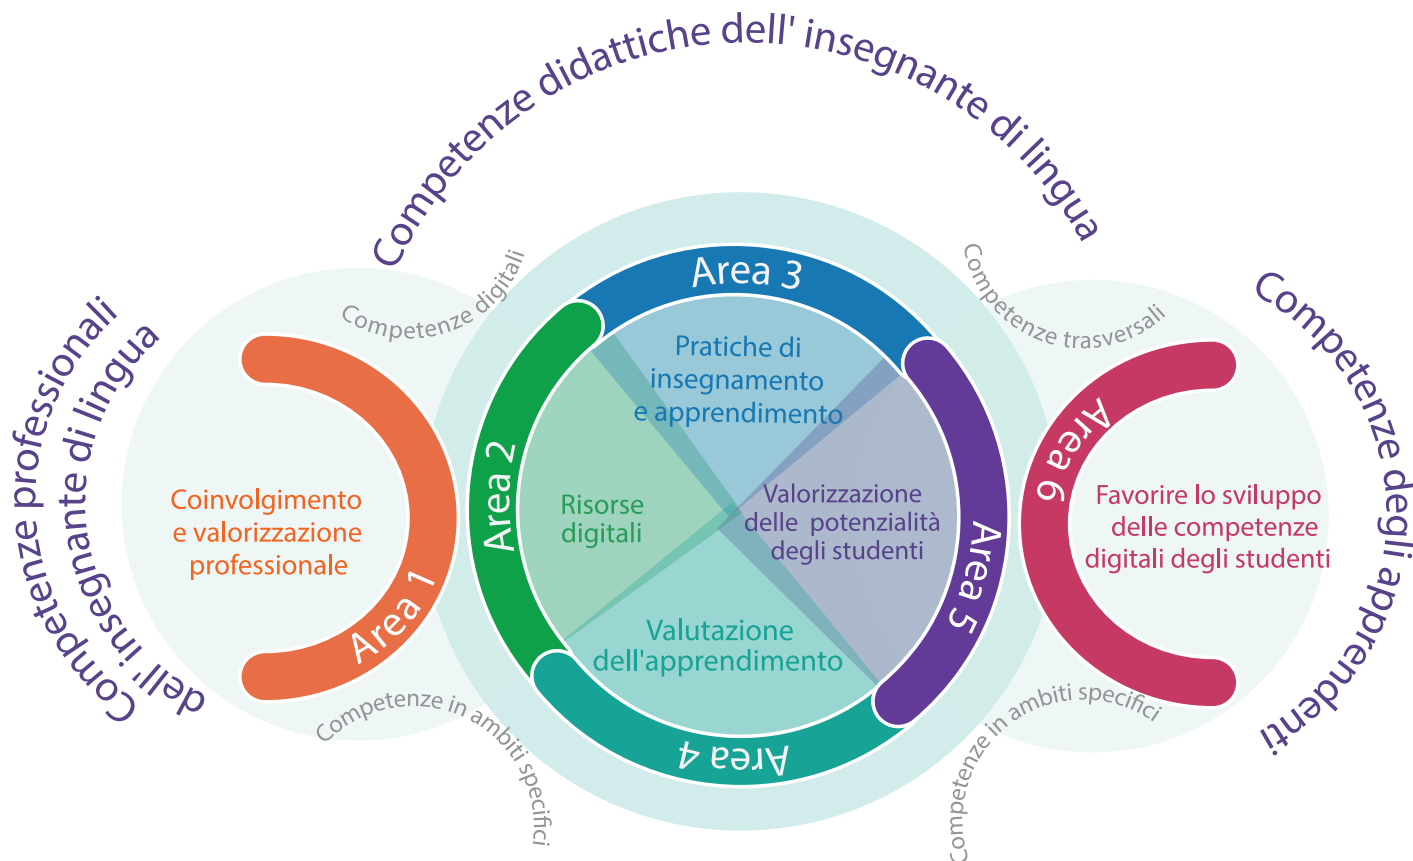 Competenze didattiche dell' insegnante di lingua
Competenze professionali
dell' insegnante di lingua
Competenze degli apprendenti
Competenze digitali
Competenze trasversali
Competenze in ambiti specifici
Competenze in ambiti specifici
Area 1
Coinvolgimento
e valorizzazione
professionale
Area 2
Risorse
digitali
Area 3
Pratiche di
insegnamento
e apprendimento
Area 4
Valutazione
dell'apprendimento
Area 5
Valorizzazione
delle potenzialità
degli studenti
Area 6
Favorire lo sviluppo
delle competenze
digitali degli studenti